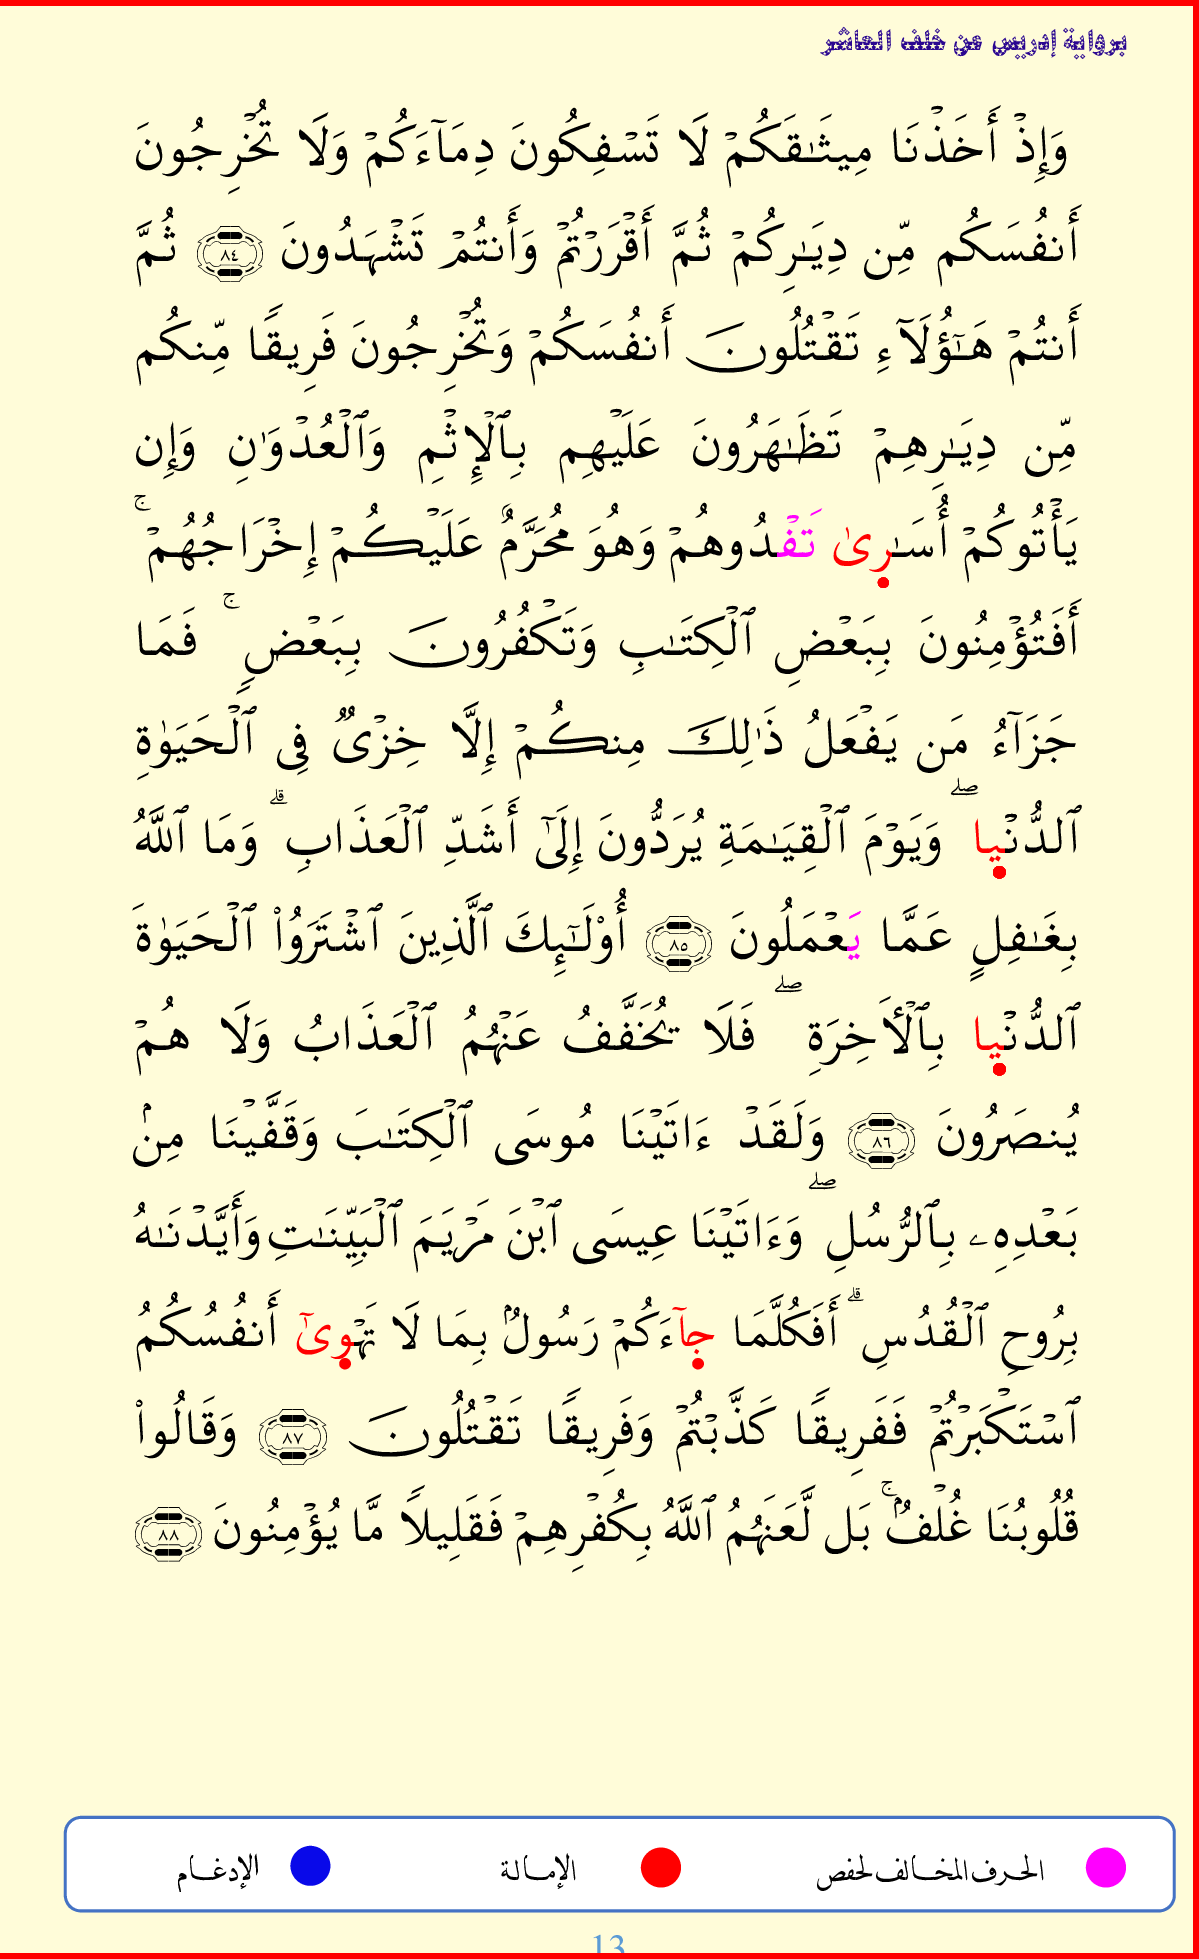 برواية إدريس عن خلف العاشر
وَإِذْ أَخَذْنَا مِيثَـٰقَكُمْ لَا تَسْفِكُونَ دِمَآءَكُمْ وَلَا تُخْرِجُونَ
أَنفُسَكُم مِّن دِيَـٰرِكُمْ ثُمَّ أَقْرَرْتُمْ وَأَنتُمْ تَشْهَدُونَ ٨٤ ثُمَّ
أَنتُمْ هَـٰٓؤُلَآءِ تَقْتُلُونَ أَنفُسَكُمْ وَتُخْرِجُونَ فَرِيقًا مِّنكُم
مِّن دِيَـٰرِهِمْ تَظَـٰهَرُونَ عَلَيْهِم بِٱلْإِثْمِ وَٱلْعُدْوَٰنِ وَإِن
يَأْتُوكُمْ أُسَـٰرِىٰ تَفْدُوهُمْ وَهُوَ مُحَرَّمٌ عَلَيْكُمْ إِخْرَاجُهُمْ ۚ
أَفَتُؤْمِنُونَ بِبَعْضِ ٱلْكِتَـٰبِ وَتَكْفُرُونَ بِبَعْضٍ ۚ فَمَا
جَزَآءُ مَن يَفْعَلُ ذَٰلِكَ مِنكُمْ إِلَّا خِزْىٌ فِى ٱلْحَيَوٰةِ
ٱلدُّنْيا ۖ وَيَوْمَ ٱلْقِيَـٰمَةِ يُرَدُّونَ إِلَىٰٓ أَشَدِّ ٱلْعَذَابِ ۗ وَمَا ٱللَّهُ
بِغَـٰفِلٍ عَمَّا يَعْمَلُونَ ٨٥ أُو۟لَـٰٓئِكَ ٱلَّذِينَ ٱشْتَرَوُا۟ ٱلْحَيَوٰةَ
ٱلدُّنْيا بِٱلْأَخِرَةِ ۖ فَلَا يُخَفَّفُ عَنْهُمُ ٱلْعَذَابُ وَلَا هُمْ
يُنصَرُونَ ٨٦ وَلَقَدْ ءَاتَيْنَا مُوسَى ٱلْكِتَـٰبَ وَقَفَّيْنَا مِنۢ
بَعْدِهِۦ بِٱلرُّسُلِ ۖ وَءَاتَيْنَا عِيسَى ٱبْنَ مَرْيَمَ ٱلْبَيِّنَـٰتِ وَأَيَّدْنَـٰهُ
بِرُوحِ ٱلْقُدُسِ ۗ أَفَكُلَّمَا جآءَكُمْ رَسُولٌۢ بِمَا لَا تَهْوِىٰٓ أَنفُسُكُمُ
ٱسْتَكْبَرْتُمْ فَفَرِيقًا كَذَّبْتُمْ وَفَرِيقًا تَقْتُلُونَ ٨٧ وَقَالُوا۟
قُلُوبُنَا غُلْفٌۢ ۚ بَل لَّعَنَهُمُ ٱللَّهُ بِكُفْرِهِمْ فَقَلِيلًا مَّا يُؤْمِنُونَ ٨٨
الحرف المخالف لحفص الإمالة الإدغام
13